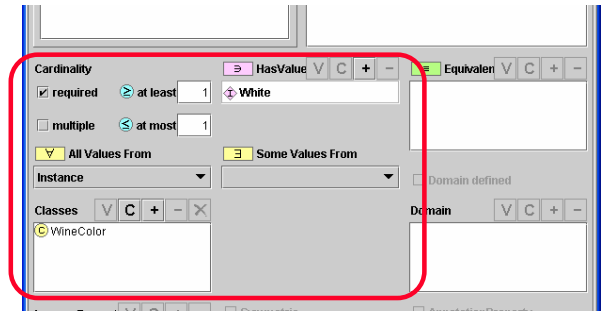 Cardinality
∋ HasValue V C + −
≡ Equivalen V C + −
required ≥ at least 1
White
multiple ≤ at most 1
∀ All Values From
∃ Some Values From
Instance
Domain defined
Classes V C + − ×
Domain V C + −
C WineColor